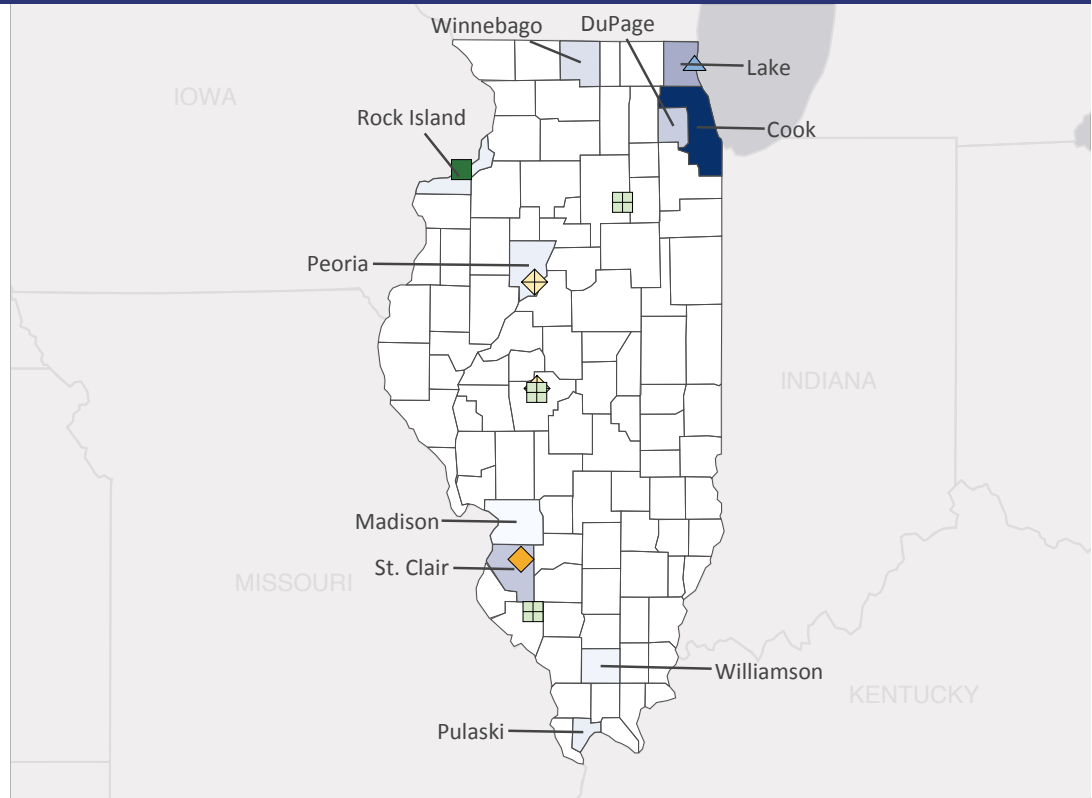 Winnebago
DuPage
Lake
IOWA
Rock Island
Cook
Peoria
INDIANA
Madison
St. Clair
MISSOURI
Williamson
KENTUCKY
Pulaski